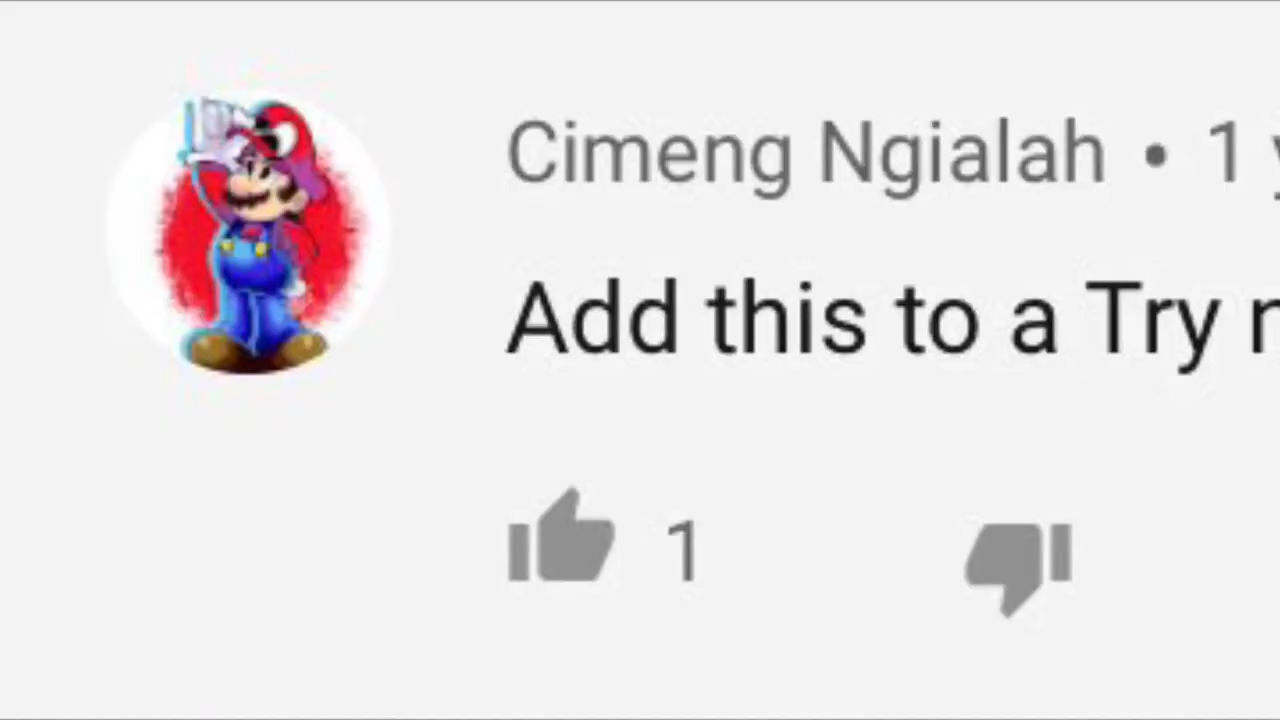 Cimeng Ngialah • 1
Add this to a Try
1